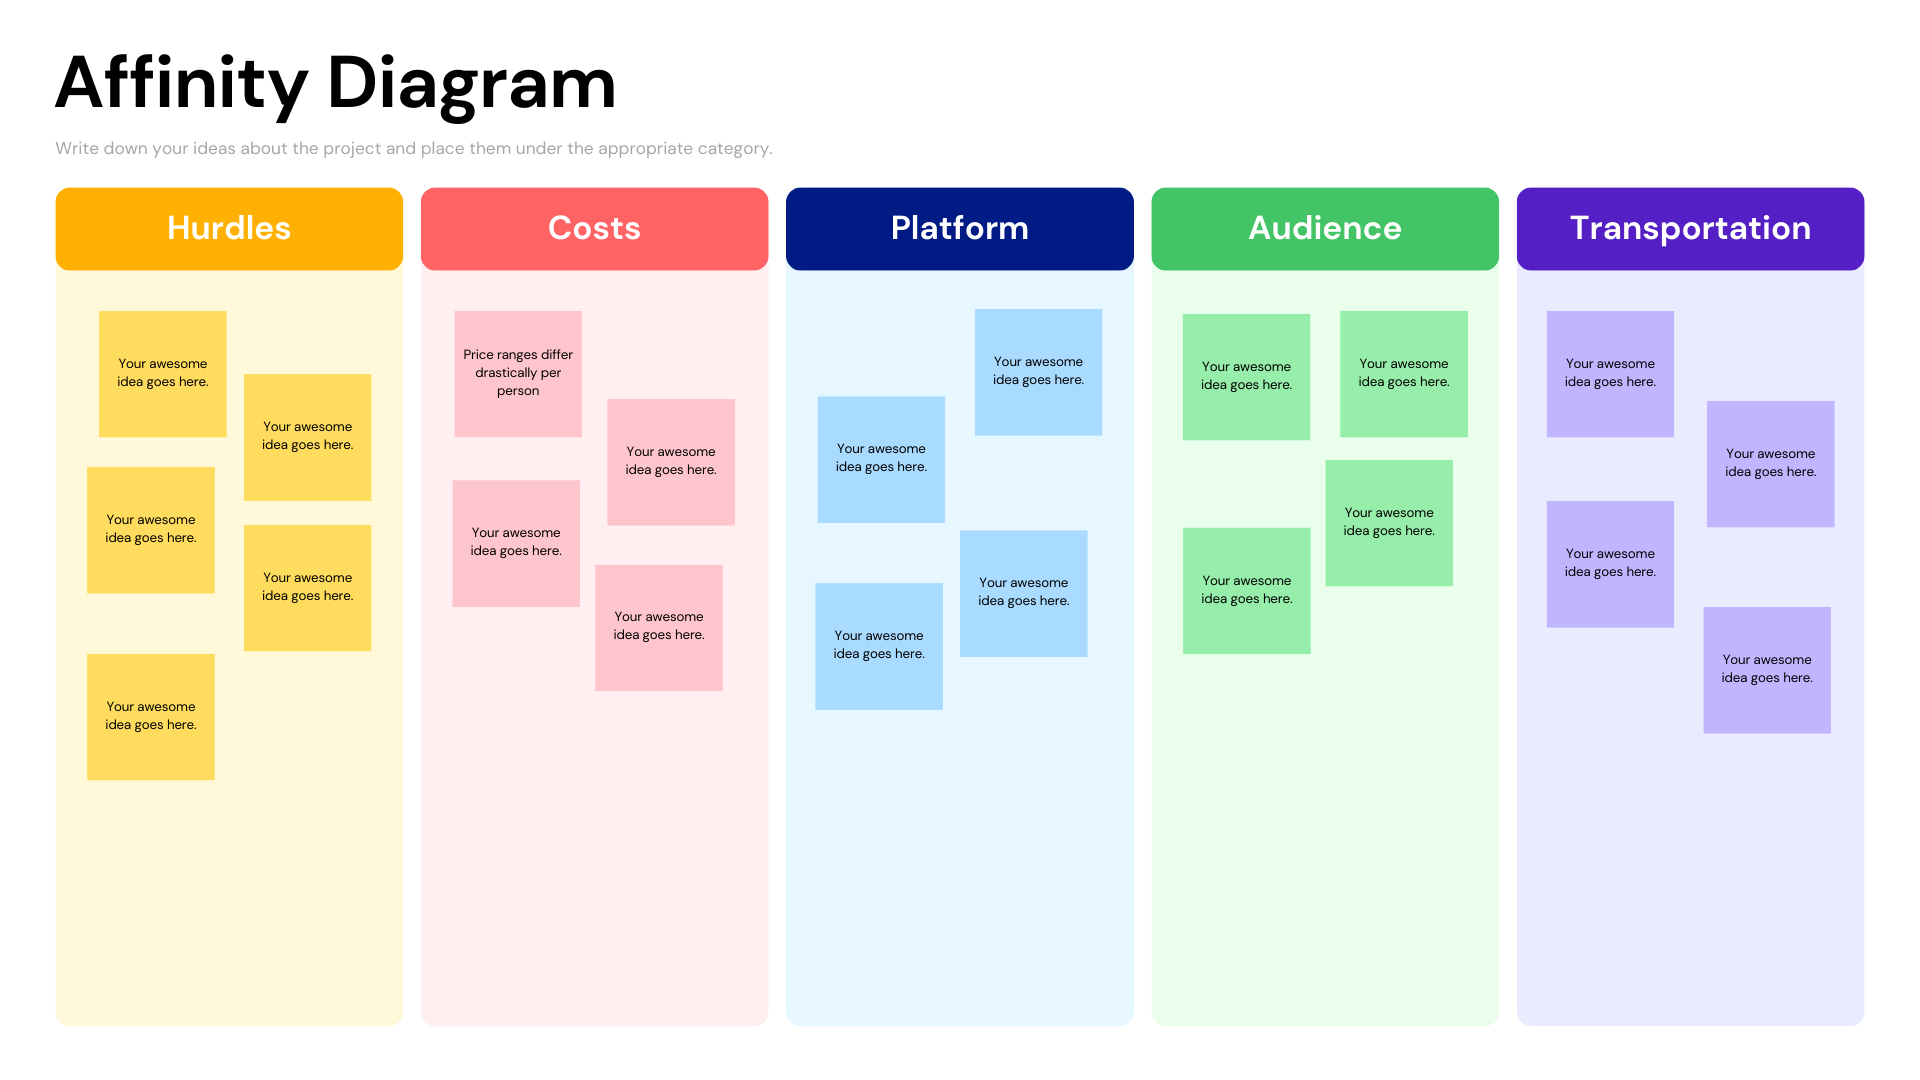 Affinity Diagram
Write down your ideas about the project and place them under the appropriate category.
Hurdles
Your awesome
idea goes here.
Your awesome
idea goes here.
Your awesome
idea goes here.
Your awesome
idea goes here.
Your awesome
idea goes here.
Costs
Price ranges differ
drastically per
person
Your awesome
idea goes here.
Your awesome
idea goes here.
Your awesome
idea goes here.
Platform
Your awesome
idea goes here.
Your awesome
idea goes here.
Your awesome
idea goes here.
Your awesome
idea goes here.
Audience
Your awesome
idea goes here.
Your awesome
idea goes here.
Your awesome
idea goes here.
Your awesome
idea goes here.
Transportation
Your awesome
idea goes here.
Your awesome
idea goes here.
Your awesome
idea goes here.
Your awesome
idea goes here.